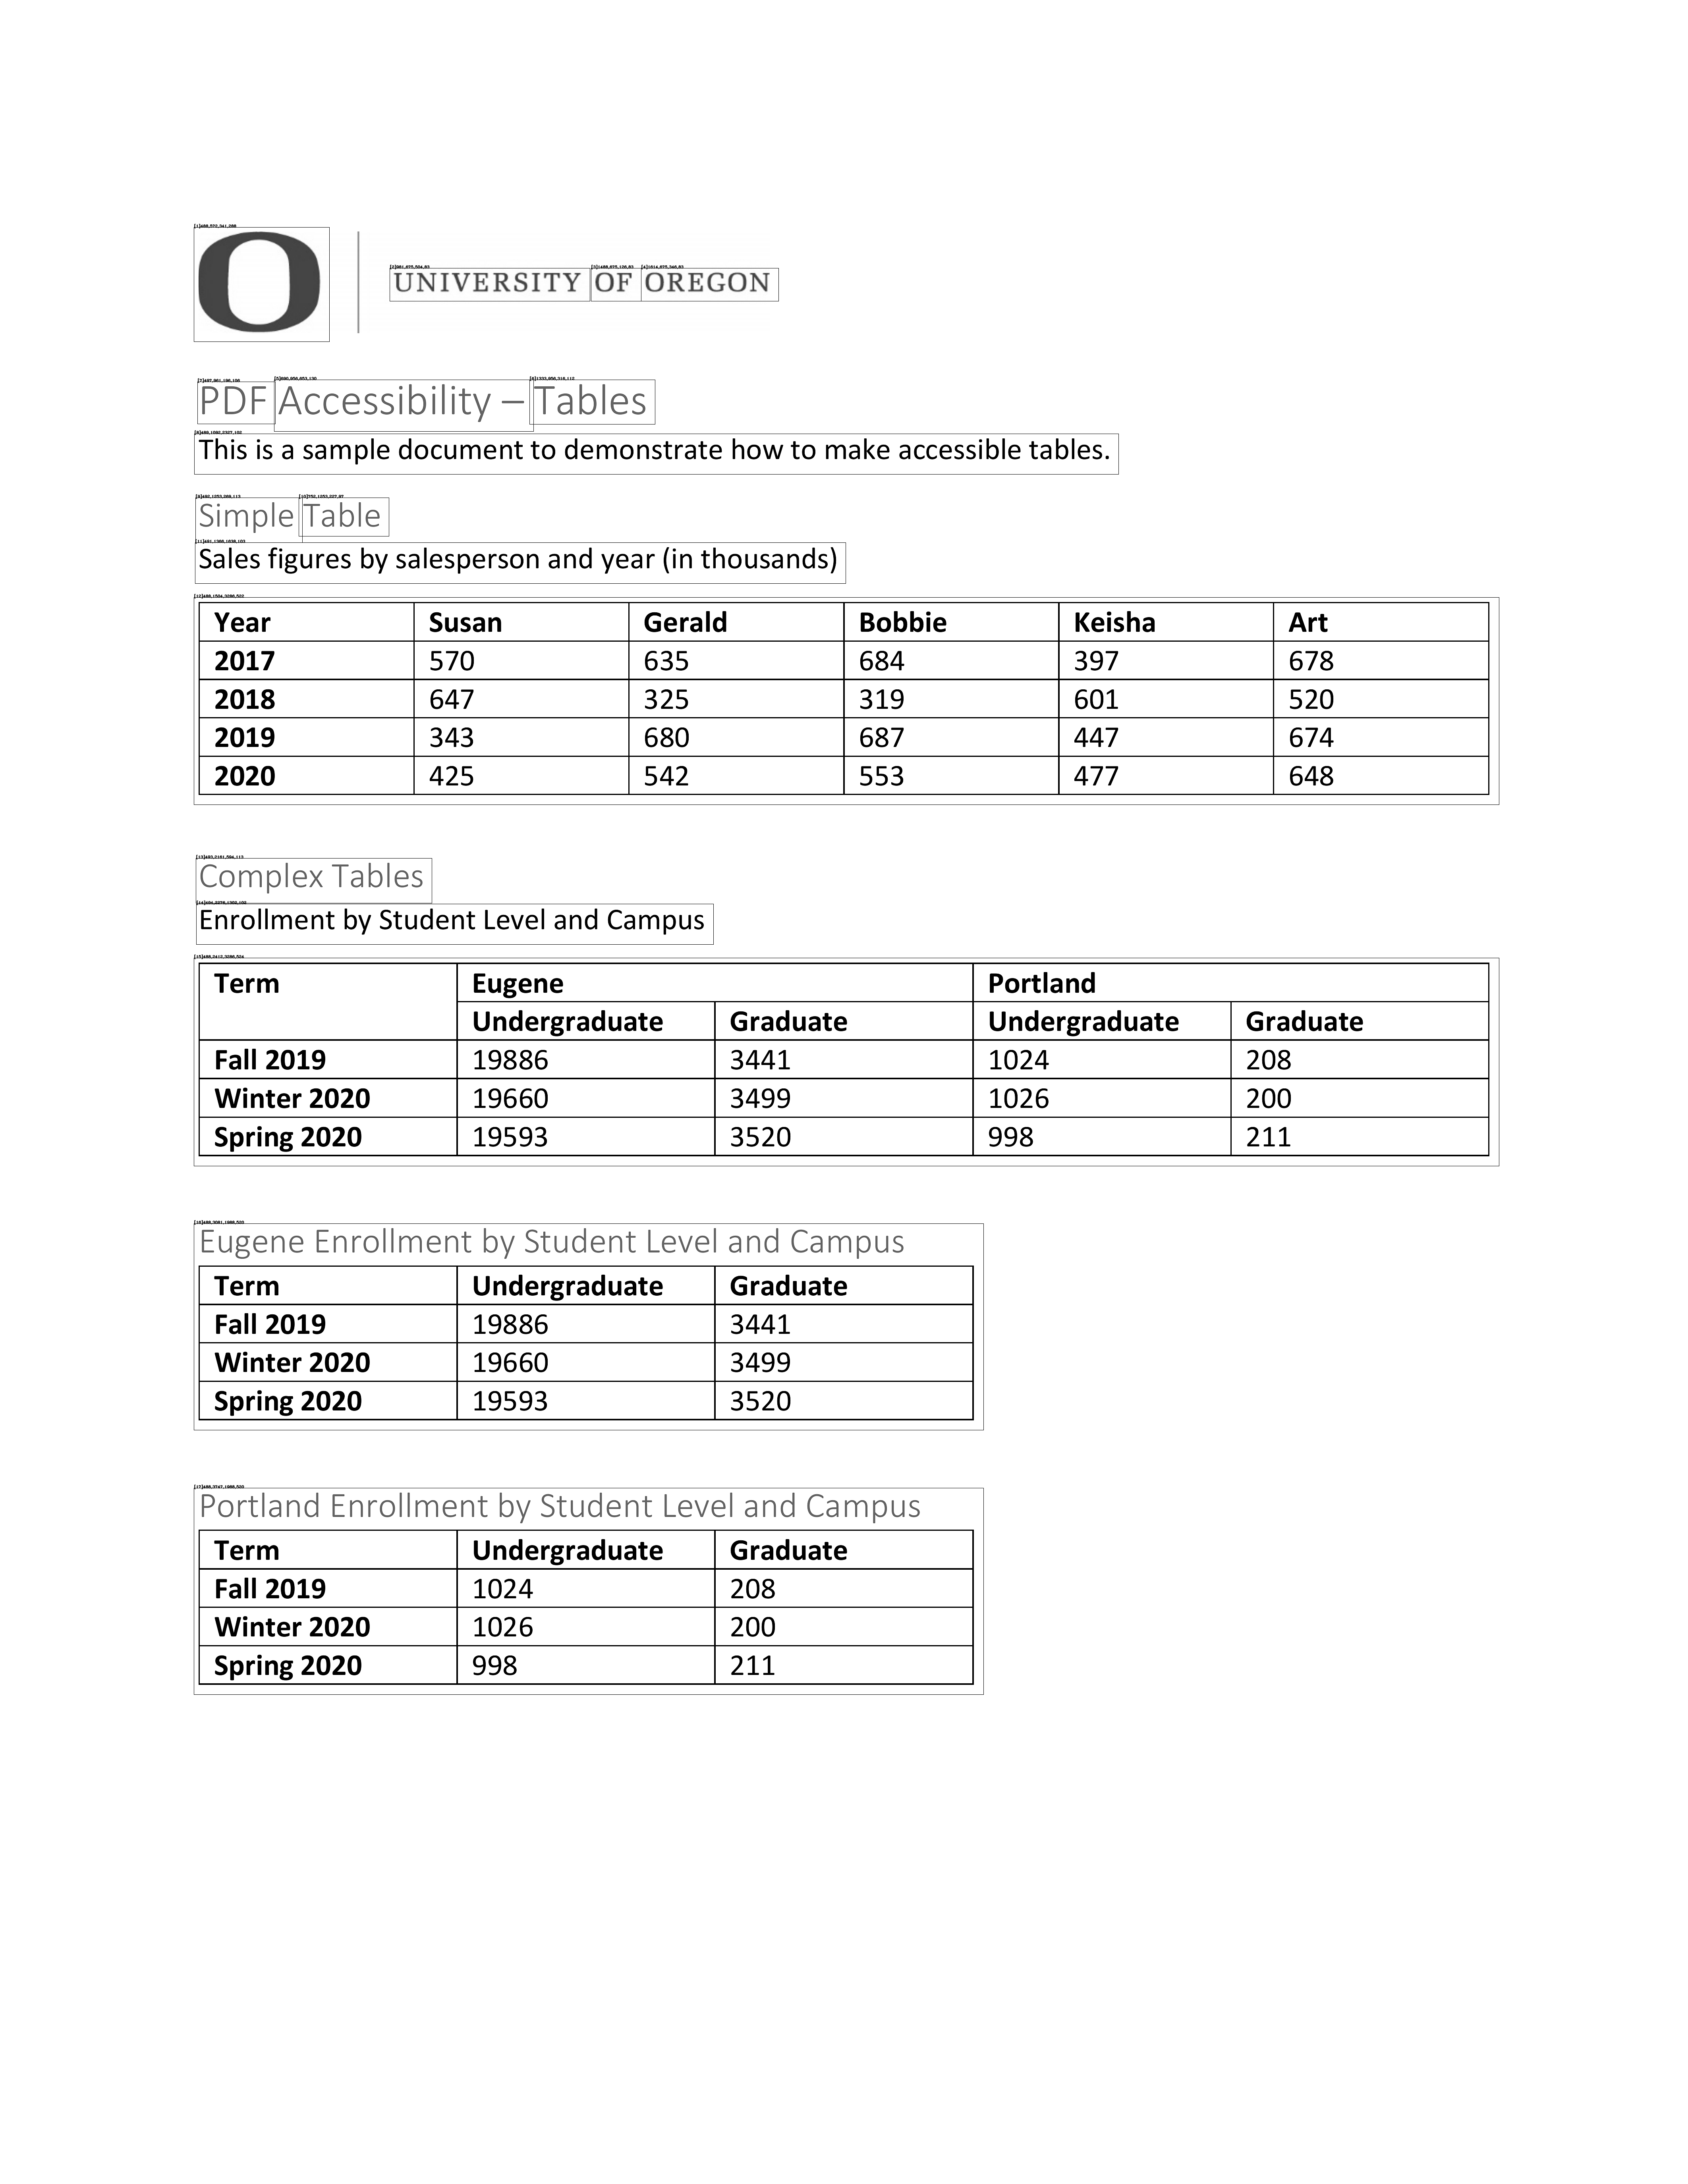 UNIVERSITY OF OREGON
PDF Accessibility – Tables
This is a sample document to demonstrate how to make accessible tables.
Simple Table
Sales figures by salesperson and year (in thousands)
Year Susan Gerald Bobbie Keisha Art
2017 570 635 684 397 678
2018 647 325 319 601 520
2019 343 680 687 447 674
2020 425 542 553 477 648
Complex Tables
Enrollment by Student Level and Campus
Term Eugene Portland
Undergraduate Graduate Undergraduate Graduate
Fall 2019 19886 3441 1024 208
Winter 2020 19660 3499 1026 200
Spring 2020 19593 3520 998 211
Eugene Enrollment by Student Level and Campus
Term Undergraduate Graduate
Fall 2019 19886 3441
Winter 2020 19660 3499
Spring 2020 19593 3520
Portland Enrollment by Student Level and Campus
Term Undergraduate Graduate
Fall 2019 1024 208
Winter 2020 1026 200
Spring 2020 998 211